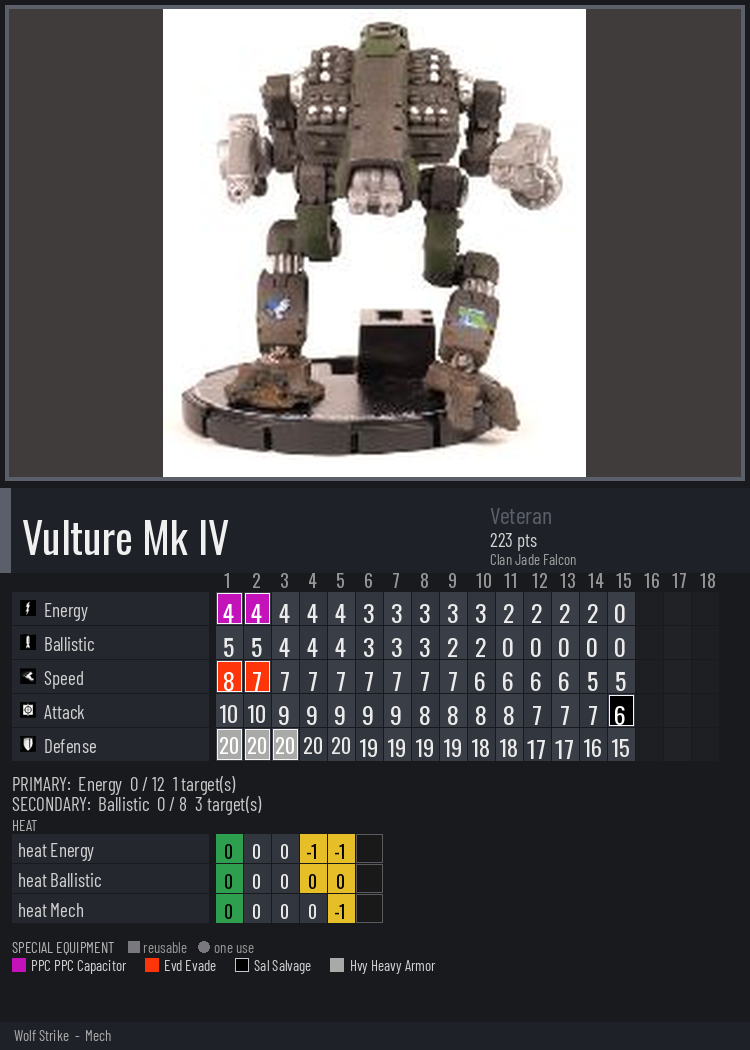 Vulture Mk IV
Veteran
223 pts
Clan Jade Falcon
1 2 3 4 5 6 7 8 9 10 11 12 13 14 15 16 17 18
Energy 4 4 4 4 4 3 3 3 3 3 2 2 2 2 0
Ballistic 5 5 4 4 4 3 3 3 2 2 0 0 0 0 0
Speed 8 7 7 7 7 7 7 7 7 6 6 6 6 5 5
Attack 10 10 9 9 9 9 9 8 8 8 8 7 7 7 6
Defense 20 20 20 20 20 19 19 19 19 18 18 17 17 16 15
PRIMARY: Energy 0 / 12 1 target(s)
SECONDARY: Ballistic 0 / 8 3 target(s)
HEAT
heat Energy 0 0 0 -1 -1
heat Ballistic 0 0 0 0 0
heat Mech 0 0 0 0 -1
SPECIAL EQUIPMENT reusable one use
PPC PPC Capacitor Evd Evade Sal Salvage Hvy Heavy Armor
Wolf Strike - Mech